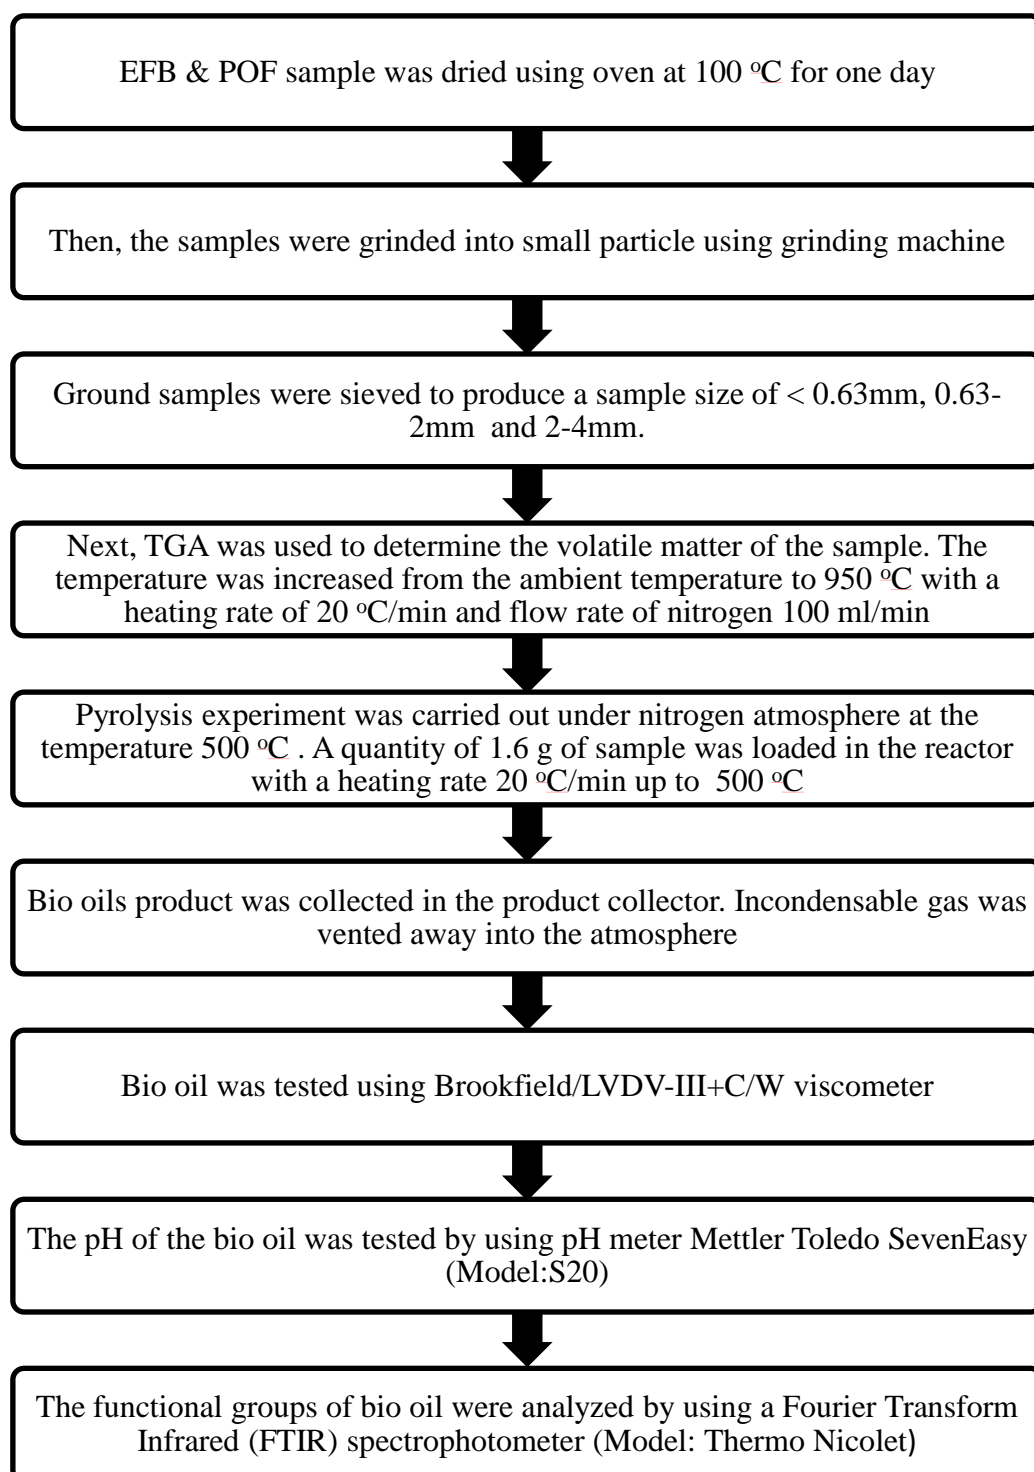 EFB & POF sample was dried using oven at 100 ºC for one day
Then, the samples were grinded into small particle using grinding machine
Ground samples were sieved to produce a sample size of < 0.63mm, 0.63-
2mm  and 2-4mm.
Next, TGA was used to determine the volatile matter of the sample. The
temperature was increased from the ambient temperature to 950 ºC with a
heating rate of 20 ºC/min and flow rate of nitrogen 100 ml/min
Pyrolysis experiment was carried out under nitrogen atmosphere at the
temperature 500 ºC . A quantity of 1.6 g of sample was loaded in the reactor
with a heating rate 20 ºC/min up to  500 ºC
Bio oils product was collected in the product collector. Incondensable gas was
vented away into the atmosphere
Bio oil was tested using Brookfield/LVDV-III+C/W viscometer
The pH of the bio oil was tested by using pH meter Mettler Toledo SevenEasy
(Model:S20)
The functional groups of bio oil were analyzed by using a Fourier Transform
Infrared (FTIR) spectrophotometer (Model: Thermo Nicolet)